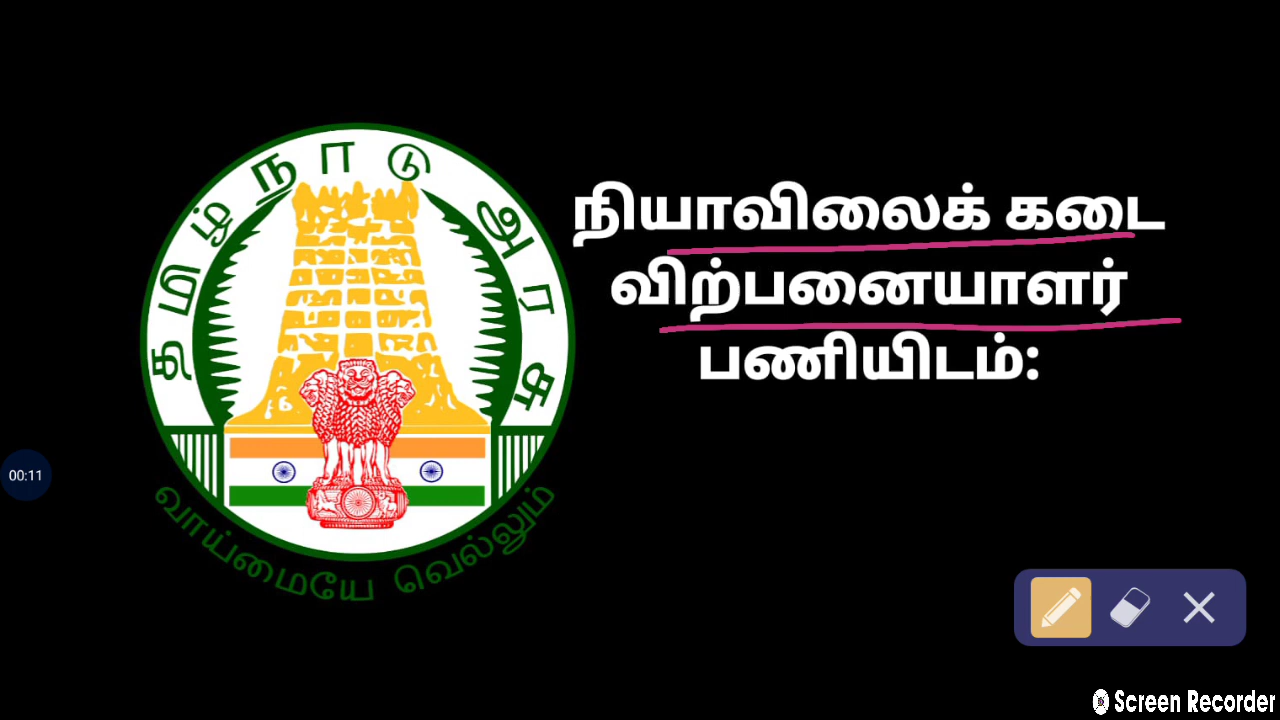 தமிழ்நாடு அரசு
நியாவிலைக் கடை
விற்பனையாளர்
பணியிடம்:
00:11
வாய்மையே வெல்லும்
Screen Recorder